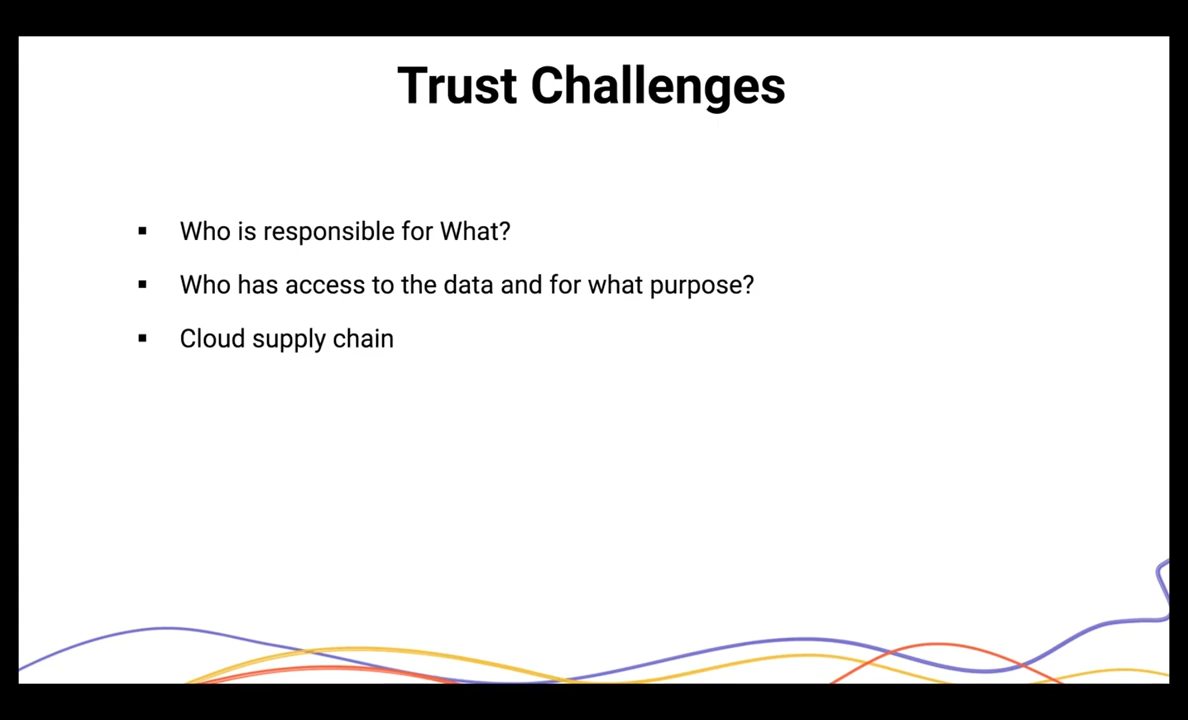 Trust Challenges
▪ Who is responsible for What?
▪ Who has access to the data and for what purpose?
▪ Cloud supply chain